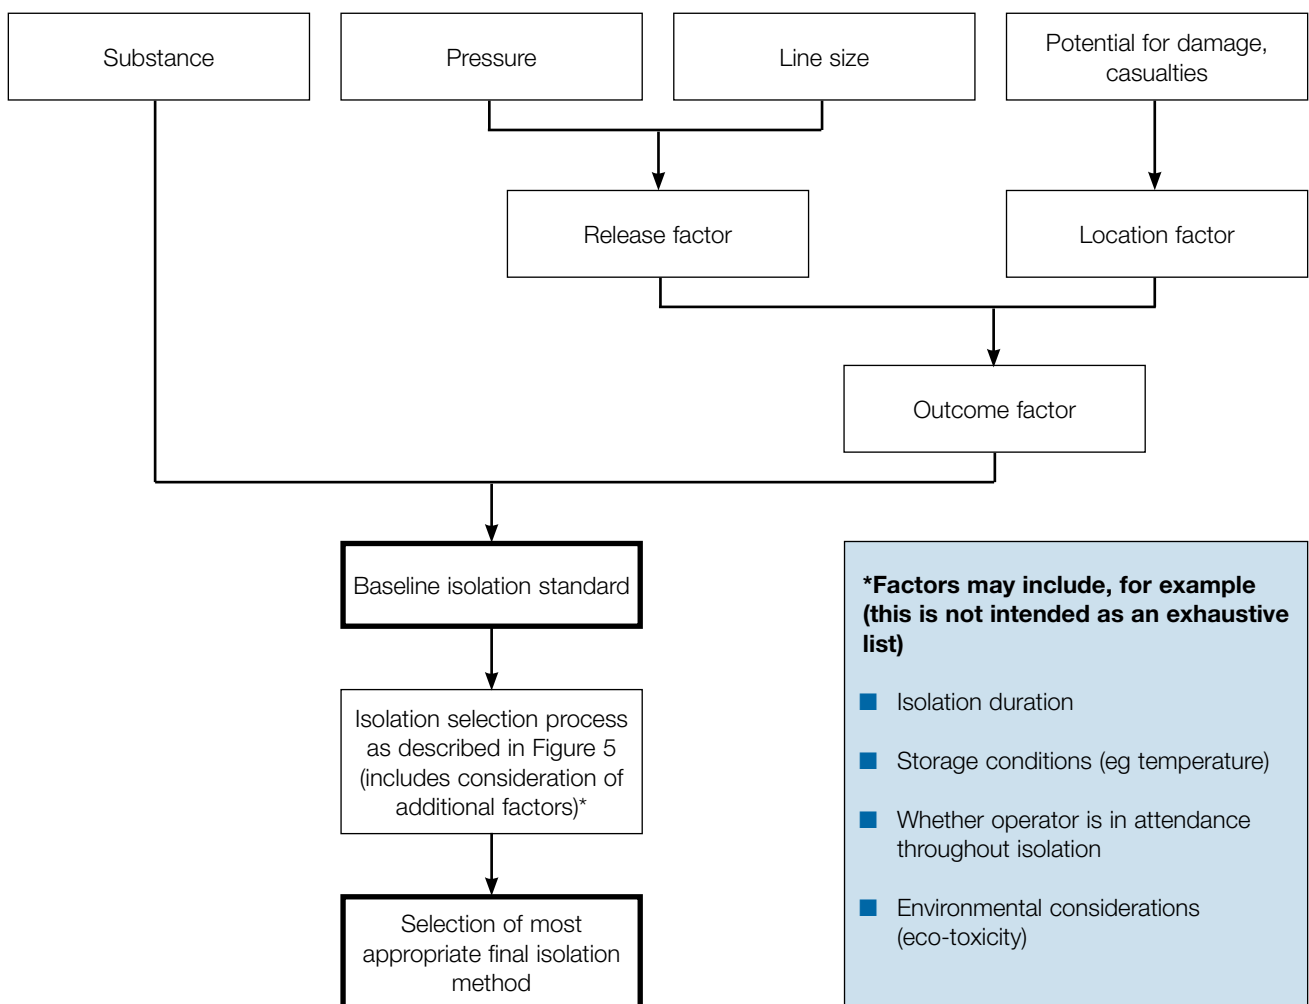 Substance
Pressure
Line size
Potential for damage,
casualties
Release factor
Location factor
Outcome factor
Baseline isolation standard
Isolation selection process
as described in Figure 5
(includes consideration of
additional factors)*
Selection of most
appropriate final isolation
method
*Factors may include, for example
(this is not intended as an exhaustive
list)
Isolation duration
Storage conditions (eg temperature)
Whether operator is in attendance
throughout isolation
Environmental considerations
(eco-toxicity)